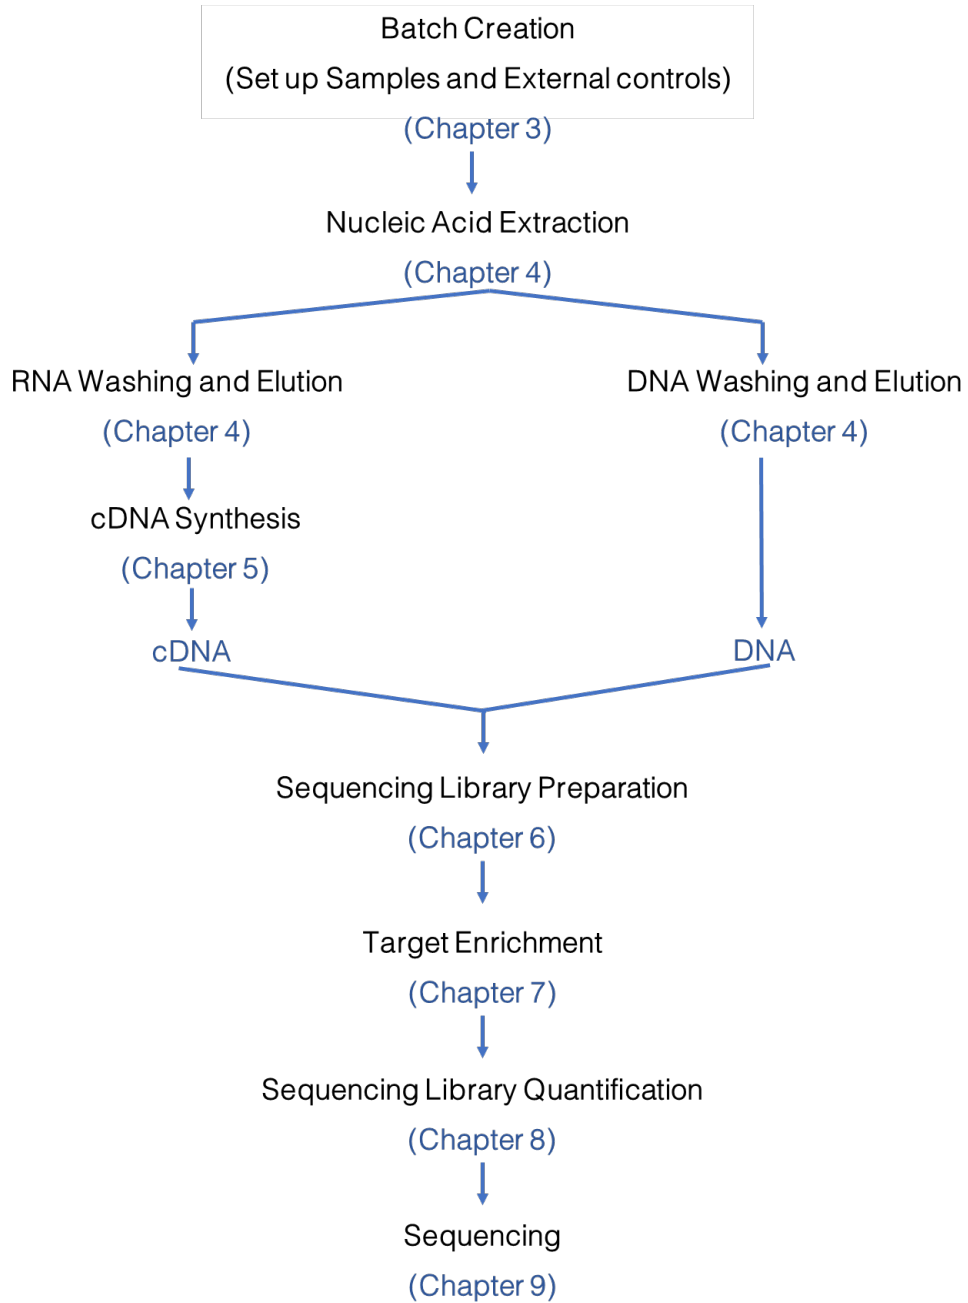 Batch Creation
(Set up Samples and External controls)
(Chapter 3)
Nucleic Acid Extraction
(Chapter 4)
RNA Washing and Elution
(Chapter 4)
DNA Washing and Elution
(Chapter 4)
cDNA Synthesis
(Chapter 5)
cDNA
DNA
Sequencing Library Preparation
(Chapter 6)
Target Enrichment
(Chapter 7)
Sequencing Library Quantification
(Chapter 8)
Sequencing
(Chapter 9)